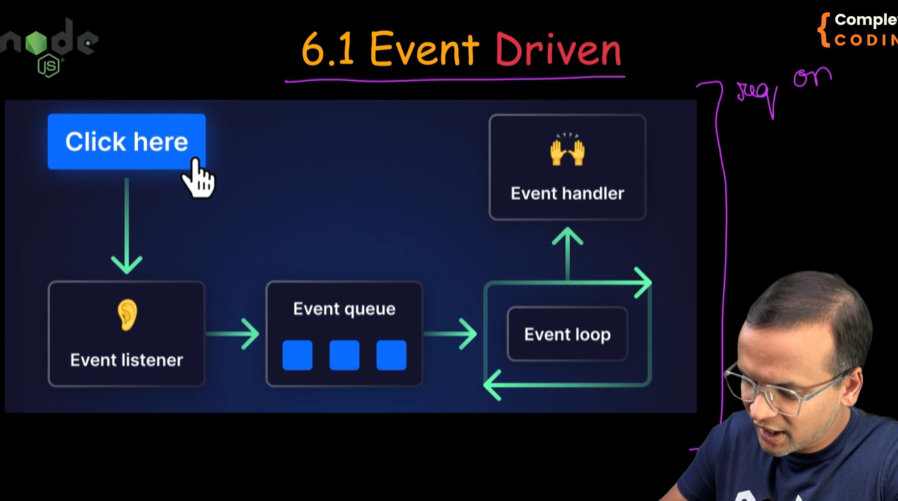 node
JS
6.1 Event Driven
{ Complet
CODIN
req on
Click here
Event handler
Event listener
Event queue
Event loop